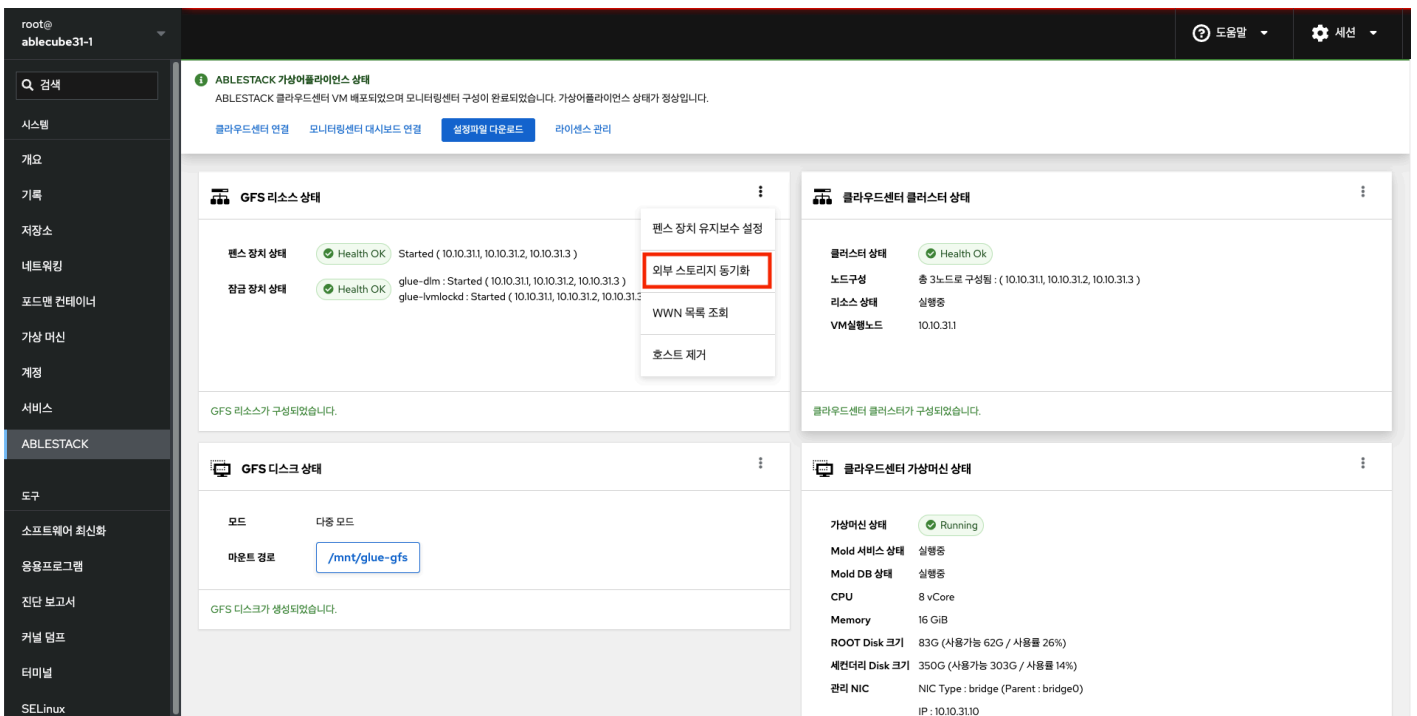 root@
ablecube31-1
도움말
세션
검색
시스템
개요
기록
저장소
네트워킹
포드맨 컨테이너
가상 머신
계정
서비스
ABLESTACK
도구
소프트웨어 최신화
응용프로그램
진단 보고서
커널 덤프
터미널
SELinux
ABLESTACK 가상어플라이언스 상태
ABLESTACK 클라우드센터 VM 배포되었으며 모니터링센터 구성이 완료되었습니다. 가상어플라이언스 상태가 정상입니다.
클라우드센터 연결 모니터링센터 대시보드 연결 설정파일 다운로드 라이센스 관리
GFS 리소스 상태
펜스 장치 상태 Health OK Started ( 10.10.31.1, 10.10.31.2, 10.10.31.3 )
잠금 장치 상태 Health OK glue-dlm : Started ( 10.10.31.1, 10.10.31.2, 10.10.31.3 )
glue-lvmlockd : Started ( 10.10.31.1, 10.10.31.2, 10.10.31.3
펜스 장치 유지보수 설정
외부 스토리지 동기화
WWN 목록 조회
호스트 제거
GFS 리소스가 구성되었습니다.
클라우드센터 클러스터 상태
클러스터 상태 Health Ok
노드구성 총 3노드로 구성됨 : ( 10.10.31.1, 10.10.31.2, 10.10.31.3 )
리소스 상태 실행중
VM실행노드 10.10.31.1
클라우드센터 클러스터가 구성되었습니다.
GFS 디스크 상태
모드 다중 모드
마운트 경로 /mnt/glue-gfs
GFS 디스크가 생성되었습니다.
클라우드센터 가상머신 상태
가상머신 상태 Running
Mold 서비스 상태 실행중
Mold DB 상태 실행중
CPU 8 vCore
Memory 16 GiB
ROOT Disk 크기 83G (사용가능 62G / 사용률 26%)
세컨더리 Disk 크기 350G (사용가능 303G / 사용률 14%)
관리 NIC NIC Type : bridge (Parent : bridge0)
IP : 10.10.31.10